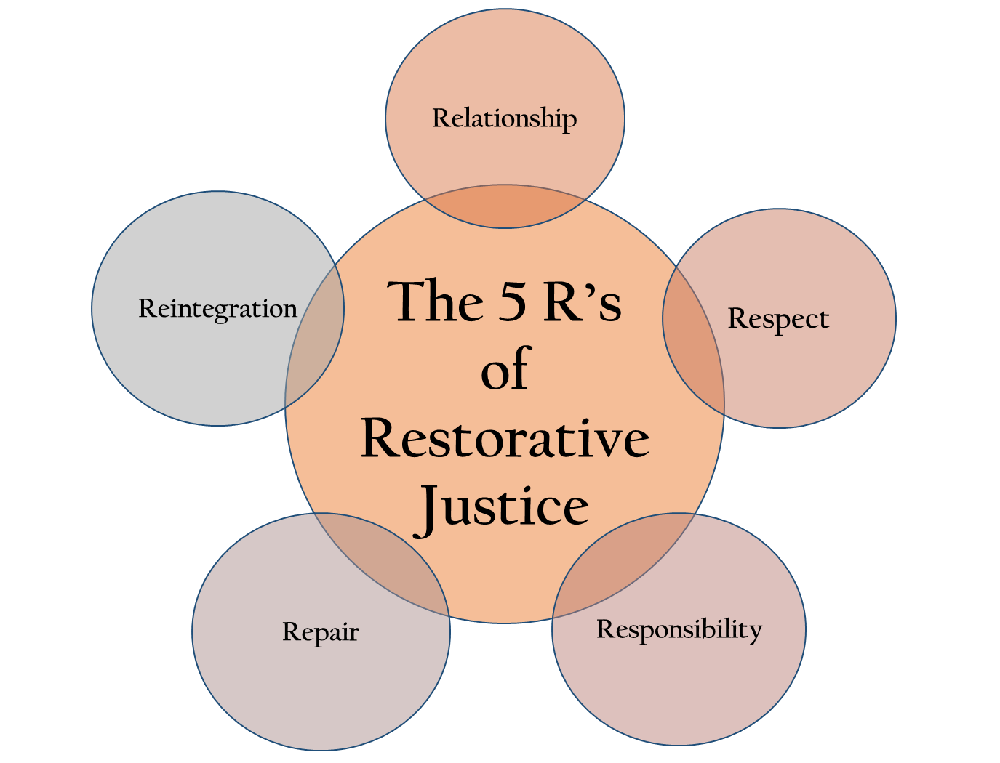 Relationship
Reintegration
Respect
The 5 R’s
of
Restorative
Justice
Repair
Responsibility